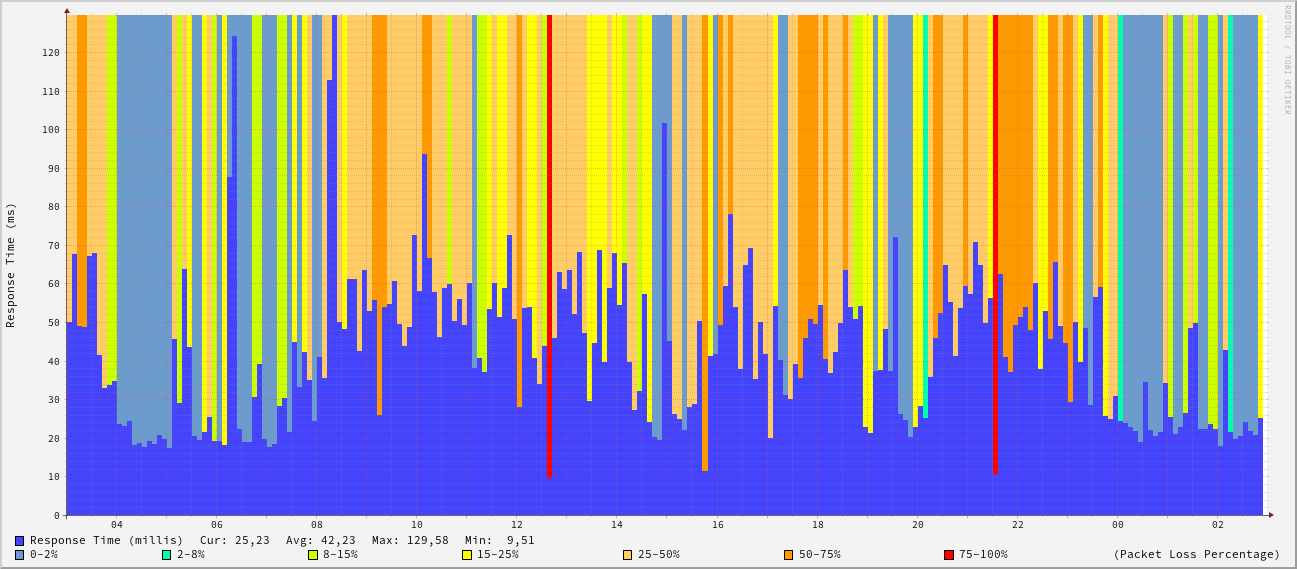 RRDTOOL / TOBI OETIKER
Response Time (ms)
120
110
100
90
80
70
60
50
40
30
20
10
0
04 06 08 10 12 14 16 18 20 22 00 02
Response Time (millis) Cur: 25,23 Avg: 42,23 Max: 129,58 Min: 9,51
0-2% 2-8% 8-15% 15-25% 25-50% 50-75% 75-100% (Packet Loss Percentage)